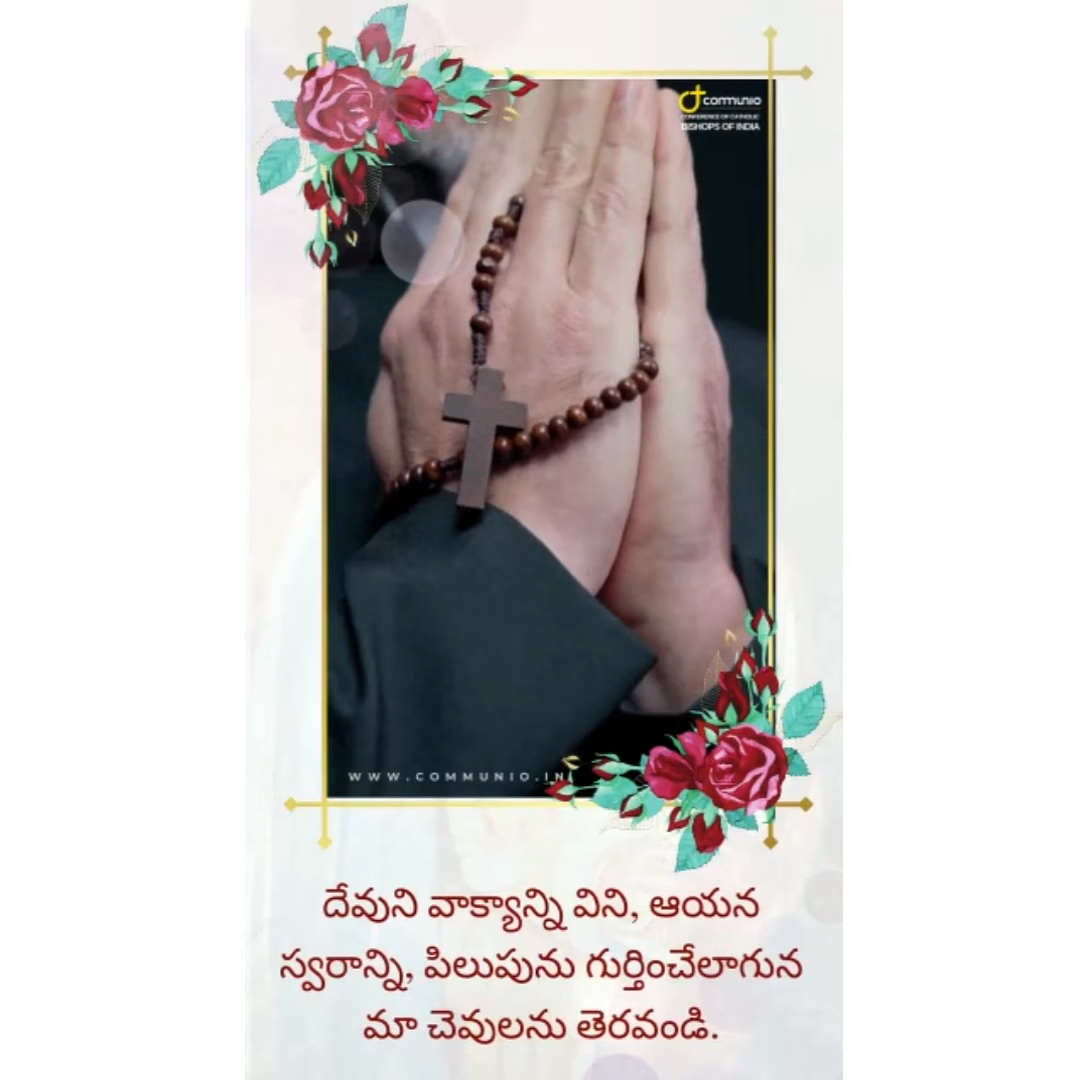 communio
CONFERENCE OF CATHOLIC
BISHOPS OF INDIA
WWW.COMMUNIO.IN
దేవుని వాక్యాన్ని విని, ఆయన
స్వరాన్ని, పిలుపును గుర్తించేలాగున
మా చెవులను తెరవండి.